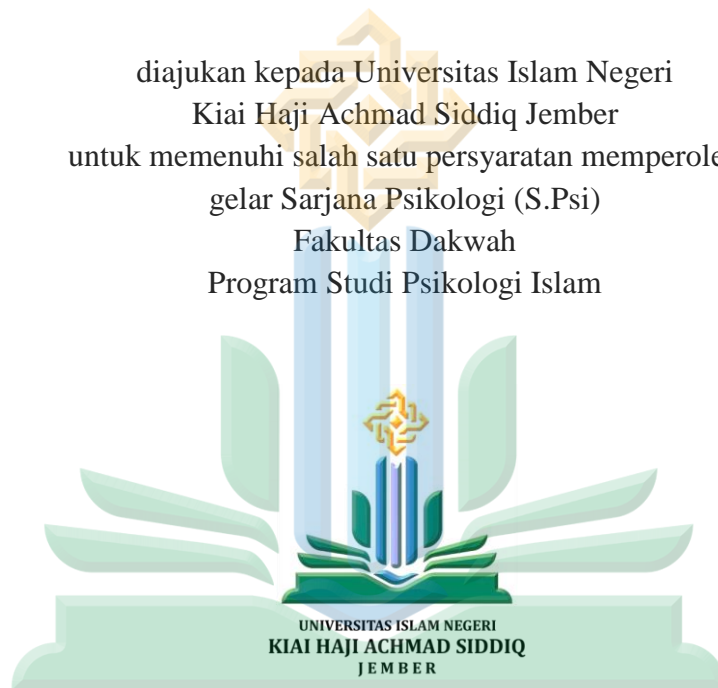 diajukan kepada Universitas Islam Negeri
Kiai Haji Achmad Siddiq Jember
untuk memenuhi salah satu persyaratan memperole
gelar Sarjana Psikologi (S.Psi)
Fakultas Dakwah
Program Studi Psikologi Islam
UNIVERSITAS ISLAM NEGERI
KIAI HAJI ACHMAD SIDDIQ
JEMBER